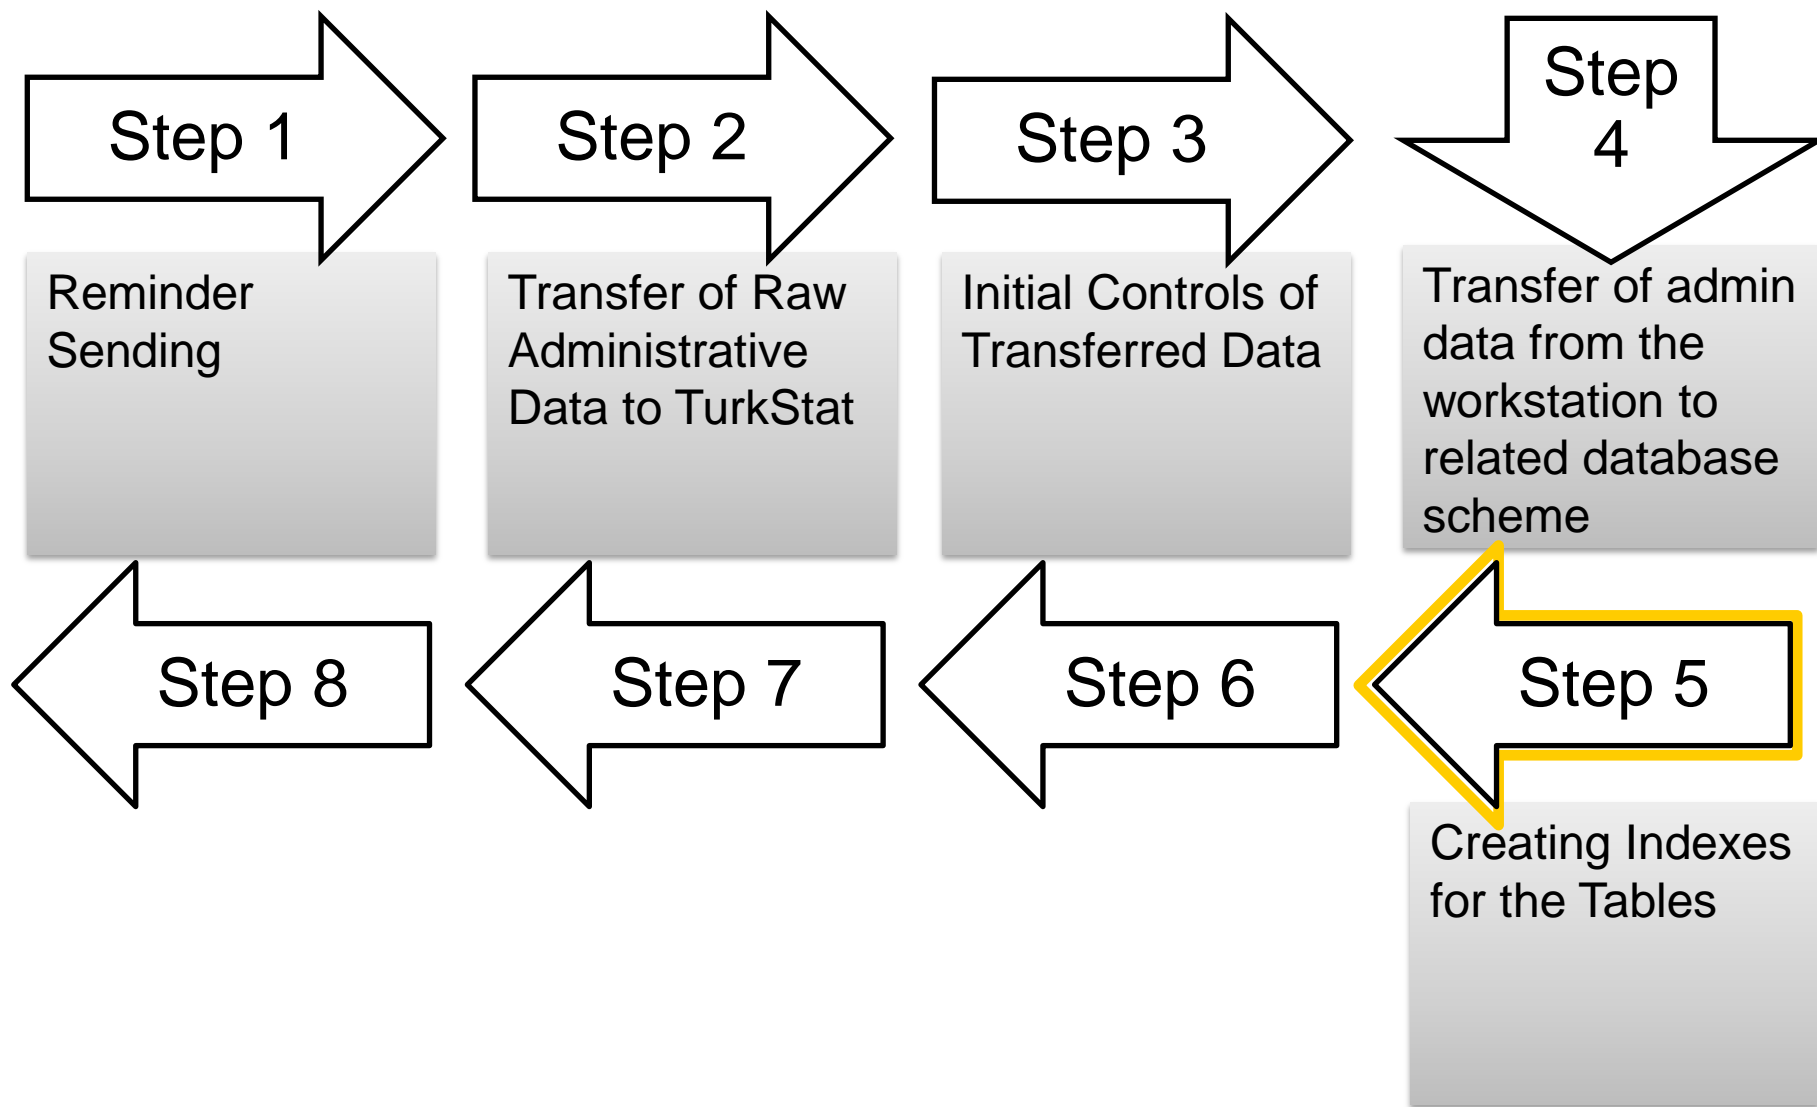 Step 1
Step 2
Step 3
Step
4
Reminder
Sending
Transfer of Raw
Administrative
Data to TurkStat
Initial Controls of
Transferred Data
Transfer of admin
data from the
workstation to
related database
scheme
Step 8
Step 7
Step 6
Step 5
Creating Indexes
for the Tables